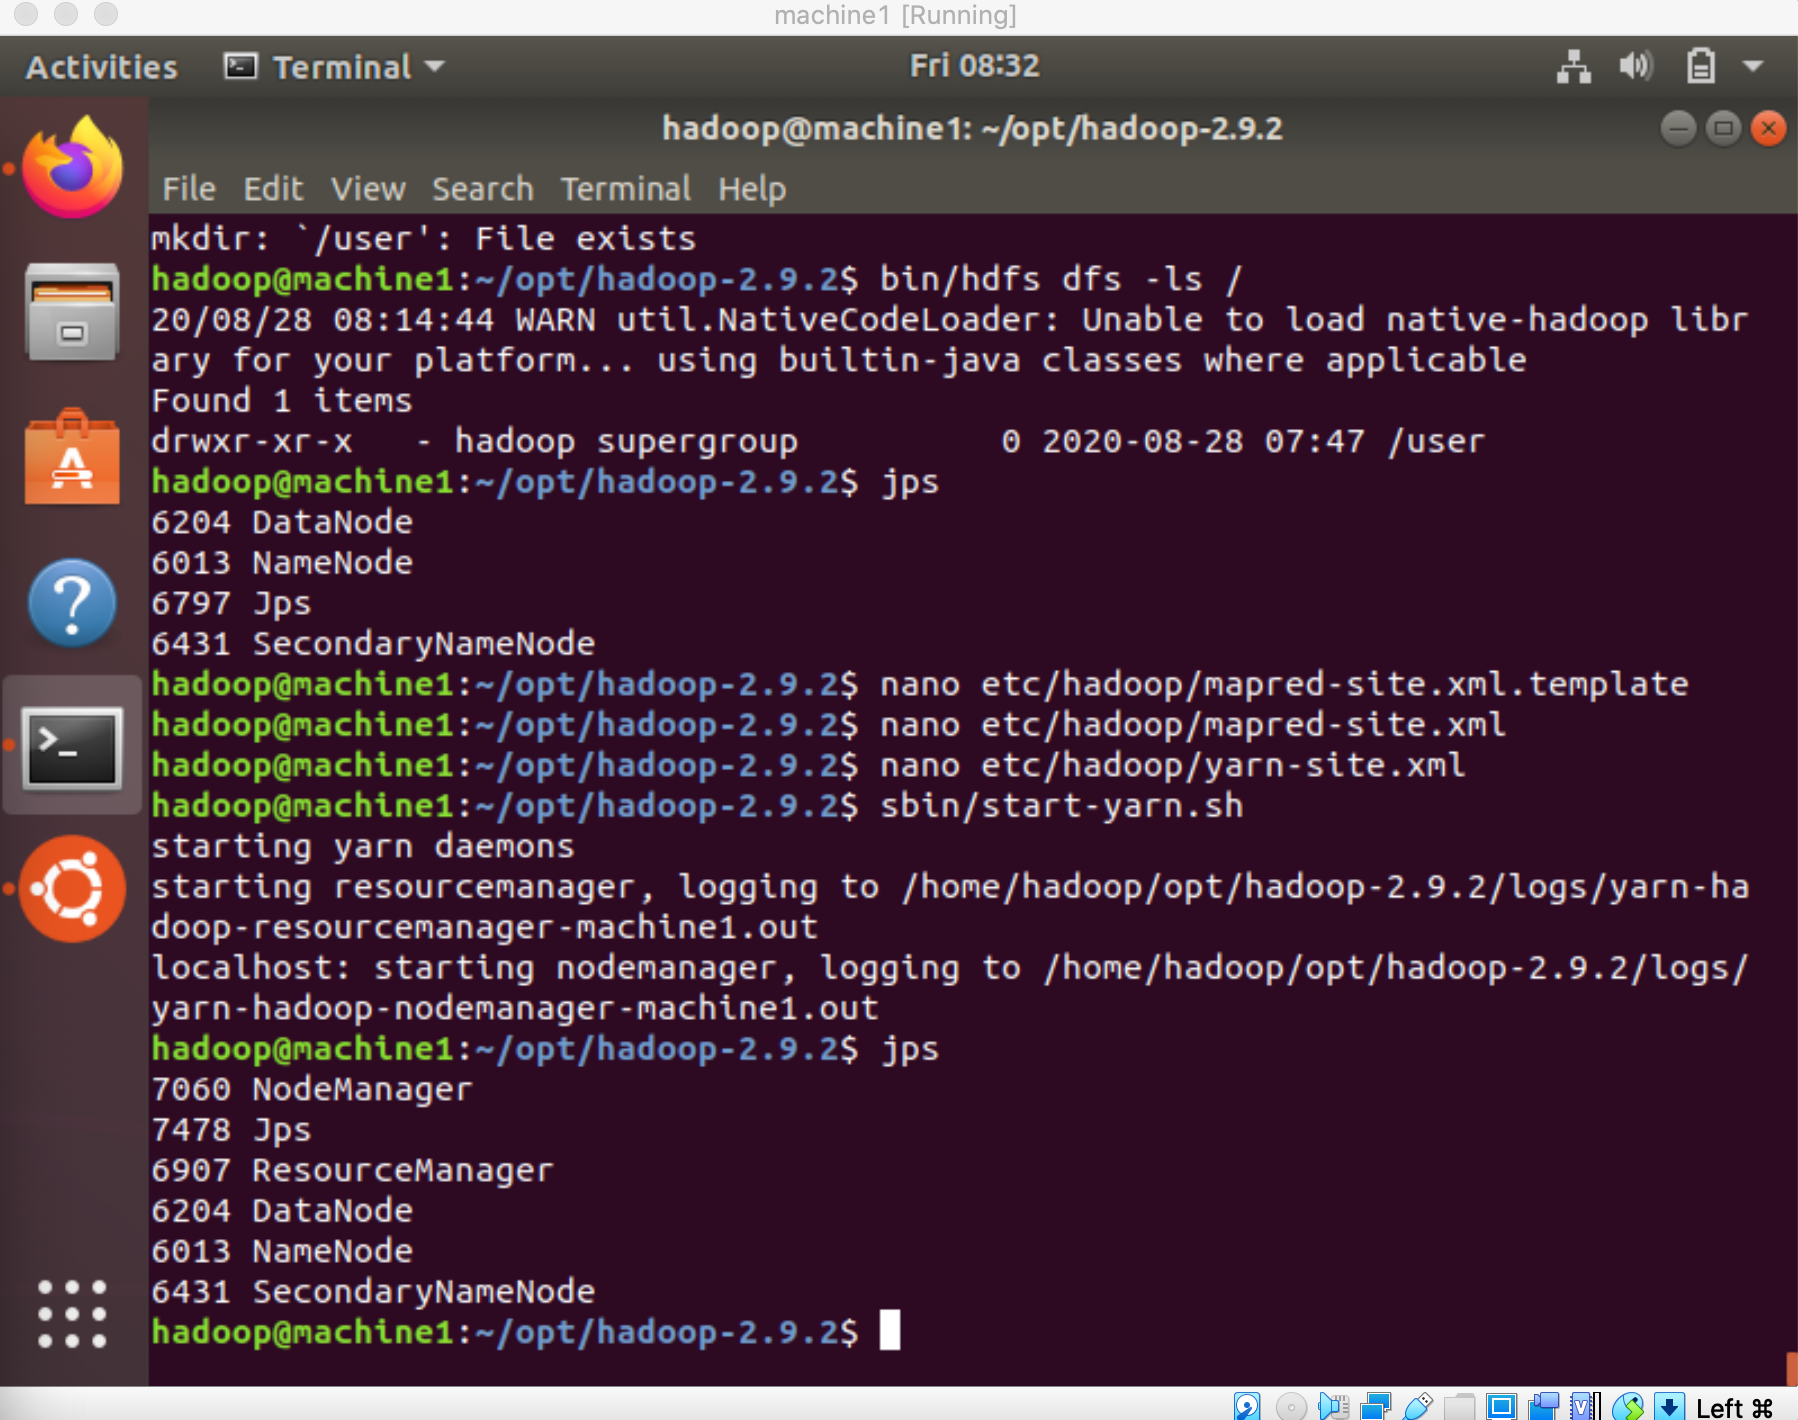 machine1 [Running]
Activities Terminal Fri 08:32
hadoop@machine1: ~/opt/hadoop-2.9.2
File Edit View Search Terminal Help
mkdir: `/user': File exists
hadoop@machine1:~/opt/hadoop-2.9.2$ bin/hdfs dfs -ls /
20/08/28 08:14:44 WARN util.NativeCodeLoader: Unable to load native-hadoop libr
ary for your platform... using builtin-java classes where applicable
Found 1 items
drwxr-xr-x   - hadoop supergroup          0 2020-08-28 07:47 /user
hadoop@machine1:~/opt/hadoop-2.9.2$ jps
6204 DataNode
6013 NameNode
6797 Jps
6431 SecondaryNameNode
hadoop@machine1:~/opt/hadoop-2.9.2$ nano etc/hadoop/mapred-site.xml.template
hadoop@machine1:~/opt/hadoop-2.9.2$ nano etc/hadoop/mapred-site.xml
hadoop@machine1:~/opt/hadoop-2.9.2$ nano etc/hadoop/yarn-site.xml
hadoop@machine1:~/opt/hadoop-2.9.2$ sbin/start-yarn.sh
starting yarn daemons
starting resourcemanager, logging to /home/hadoop/opt/hadoop-2.9.2/logs/yarn-ha
doop-resourcemanager-machine1.out
localhost: starting nodemanager, logging to /home/hadoop/opt/hadoop-2.9.2/logs/
yarn-hadoop-nodemanager-machine1.out
hadoop@machine1:~/opt/hadoop-2.9.2$ jps
7060 NodeManager
7478 Jps
6907 ResourceManager
6204 DataNode
6013 NameNode
6431 SecondaryNameNode
hadoop@machine1:~/opt/hadoop-2.9.2$
Left ⌘